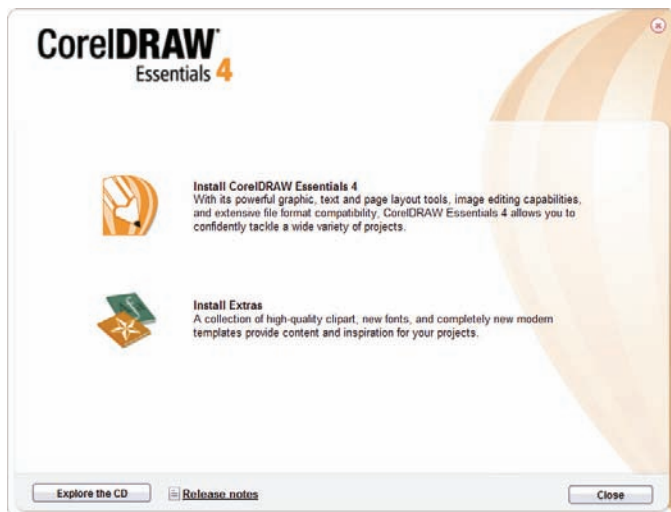 CorelDRAW
Essentials 4
Install CorelDRAW Essentials 4
With its powerful graphic, text and page layout tools, image editing capabilities,
and extensive file format compatibility, CorelDRAW Essentials 4 allows you to
confidently tackle a wide variety of projects.
Install Extras
A collection of high-quality clipart, new fonts, and completely new modern
templates provide content and inspiration for your projects.
Explore the CD
Release notes
Close